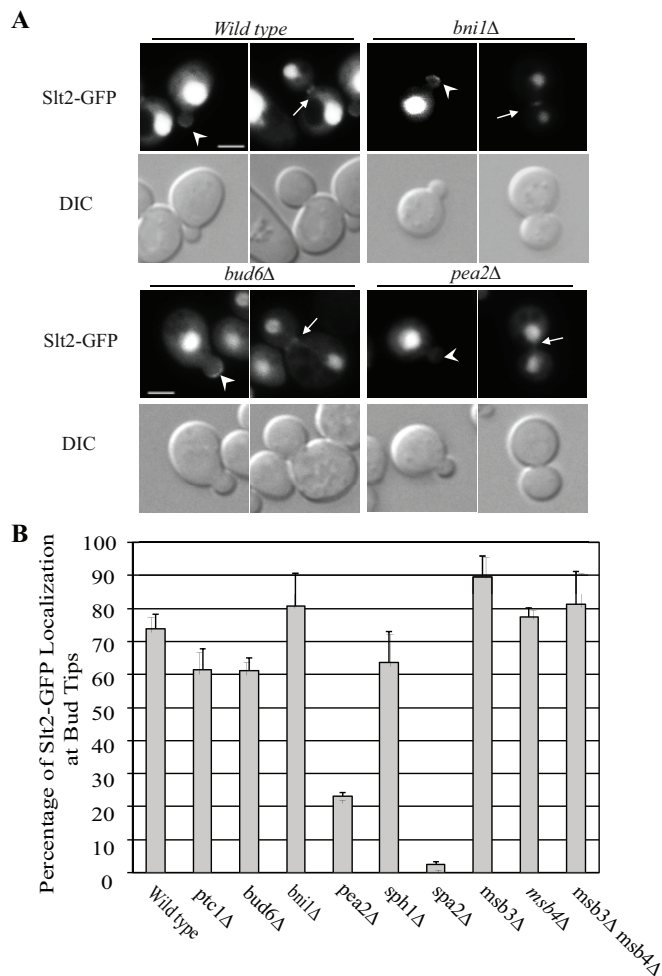 A
Wild type bni1Δ
Slt2-GFP
DIC
bud6Δ pea2Δ
Slt2-GFP
DIC
B
Percentage of Slt2-GFP Localization
at Bud Tips
100
90
80
70
60
50
40
30
20
10
0
Wild type ptc1Δ bud6Δ bni1Δ pea2Δ sph1Δ spa2Δ msb3Δ msb4Δ msb3Δ msb4Δ